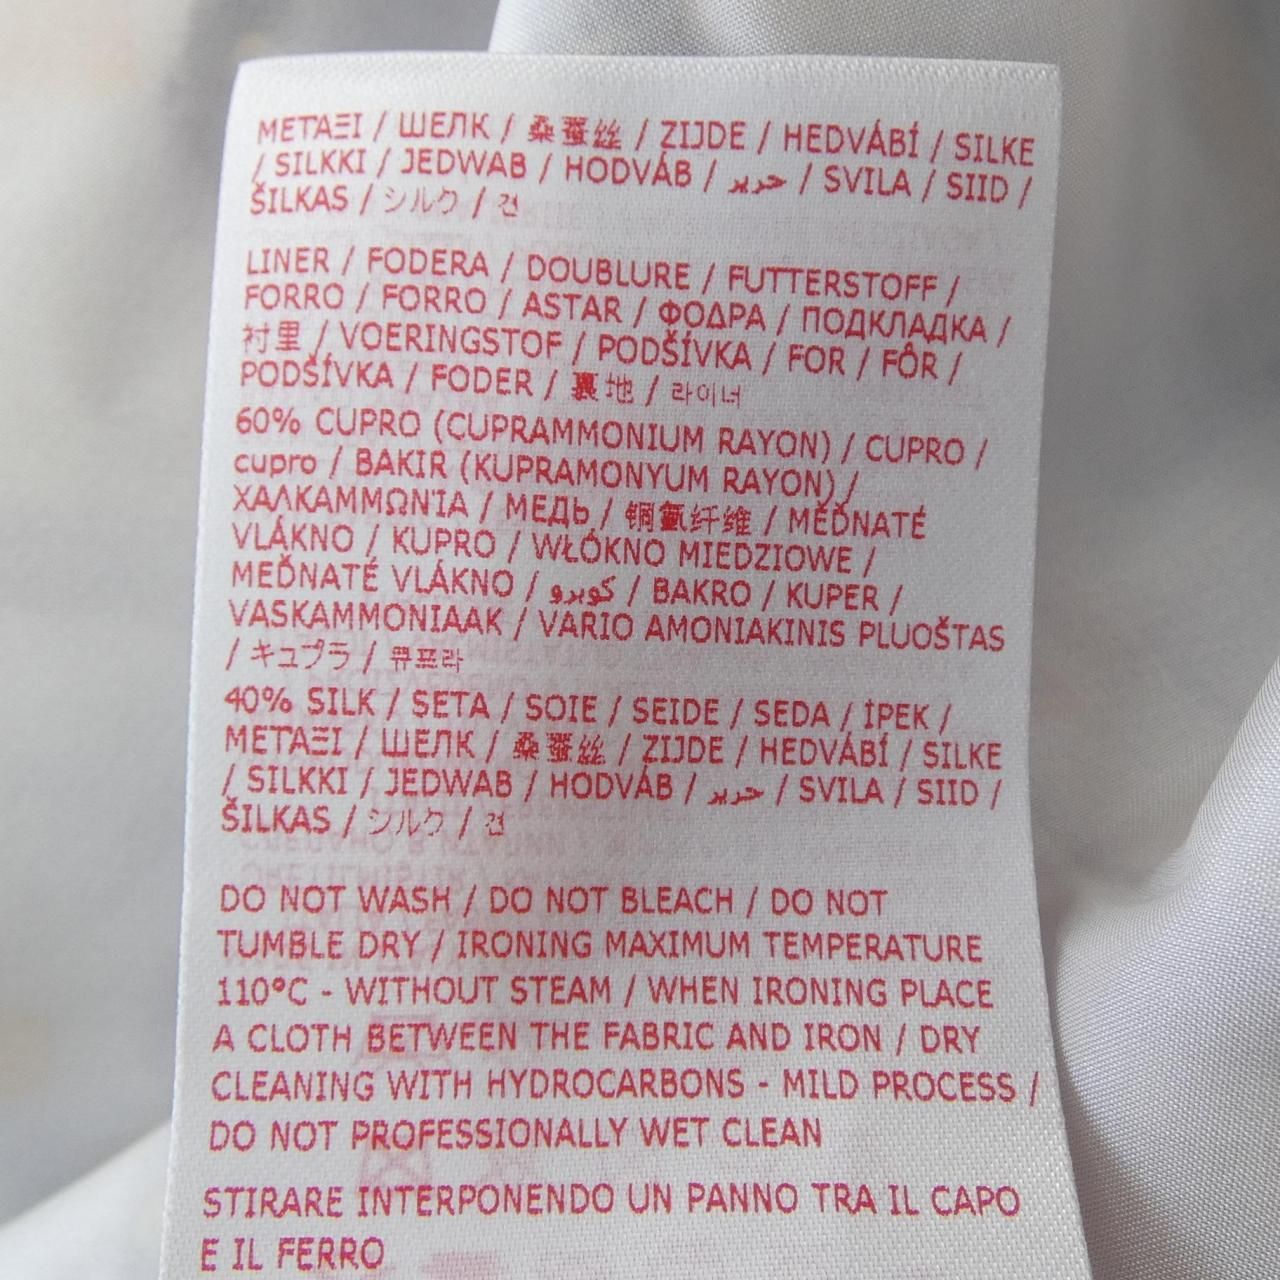 ΜΕΤΑΞΙ / ШЕЛК / 桑蚕丝 / ZIJDE / HEDVÁBÍ / SILKE
/ SILKKI / JEDWAB / HODVÁB / حرير / SVILA / SIID /
ŠILKAS / シルク / 견
LINER / FODERA / DOUBLURE / FUTTERSTOFF /
FORRO / FORRO / ASTAR / ΦΟΔΡΑ / ПОДКЛАДКА /
衬里 / VOERINGSTOF / PODŠÍVKA / FOR / FÔR /
PODŠÍVKA / FODER / 裏地 / 라이너
60% CUPRO (CUPRAMMONIUM RAYON) / CUPRO /
cupro / BAKIR (KUPRAMONYUM RAYON) /
ΧΑΛΚΑΜΜΩΝΊΑ / МЕДЬ / 铜氨纤维 / MĚĎNATÉ
VLÁKNO / KUPRO / WŁÓKNO MIEDZIOWE /
MEĎNATÉ VLÁKNO / كوبرو / BAKRO / KUPER /
VASKAMMONIAAK / VARIO AMONIAKINIS PLUOŠTAS
/ キュプラ / 큐프라
40% SILK / SETA / SOIE / SEIDE / SEDA / İPEK /
ΜΕΤΑΞΙ / ШЕЛК / 桑蚕丝 / ZIJDE / HEDVÁBÍ / SILKE
/ SILKKI / JEDWAB / HODVÁB / حرير / SVILA / SIID /
ŠILKAS / シルク / 견
DO NOT WASH / DO NOT BLEACH / DO NOT
TUMBLE DRY / IRONING MAXIMUM TEMPERATURE
110°C - WITHOUT STEAM / WHEN IRONING PLACE
A CLOTH BETWEEN THE FABRIC AND IRON / DRY
CLEANING WITH HYDROCARBONS - MILD PROCESS /
DO NOT PROFESSIONALLY WET CLEAN
STIRARE INTERPONENDO UN PANNO TRA IL CAPO
E IL FERRO